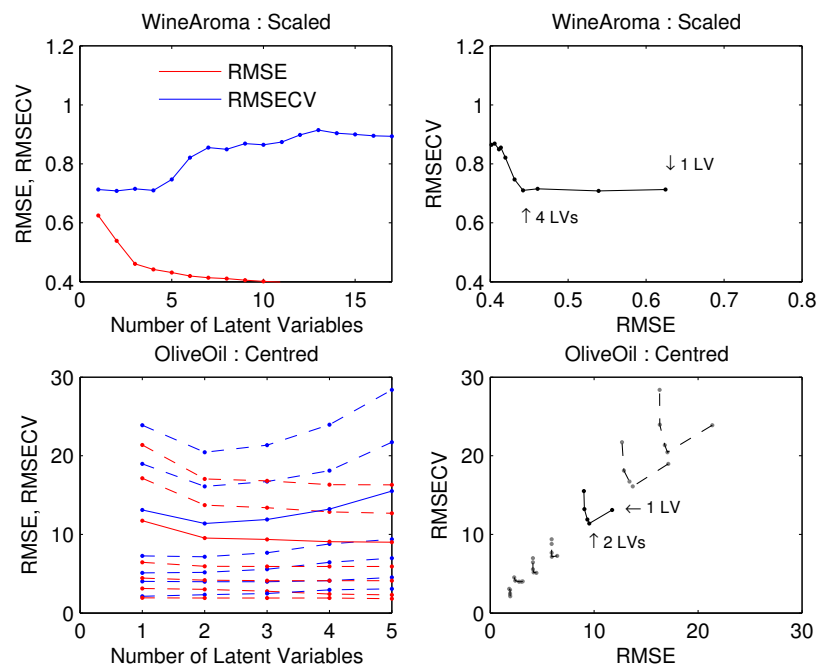 WineAroma : Scaled
RMSE, RMSECV
1.2
1
0.8
0.6
0.4
RMSE
RMSECV
0 5 10 15
Number of Latent Variables
WineAroma : Scaled
RMSECV
1.2
1
0.8
0.6
0.4
↓ 1 LV
↑ 4 LVs
0.4 0.5 0.6 0.7 0.8
RMSE
OliveOil : Centred
RMSE, RMSECV
30
20
10
0
0 1 2 3 4 5
Number of Latent Variables
OliveOil : Centred
RMSECV
30
20
10
0
← 1 LV
↑ 2 LVs
0 10 20 30
RMSE